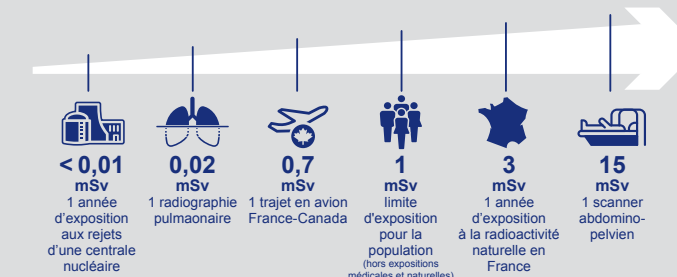 < 0,01
mSv
1 année
d'exposition
aux rejets
d'une centrale
nucléaire
0,02
mSv
1 radiographie
pulmaonaire
0,7
mSv
1 trajet en avion
France-Canada
1
mSv
limite
d'exposition
pour la
population
(hors expositions
médicales et naturelles)
3
mSv
1 année
d'exposition
à la radioactivité
naturelle en
France
15
mSv
1 scanner
abdomino-
pelvien